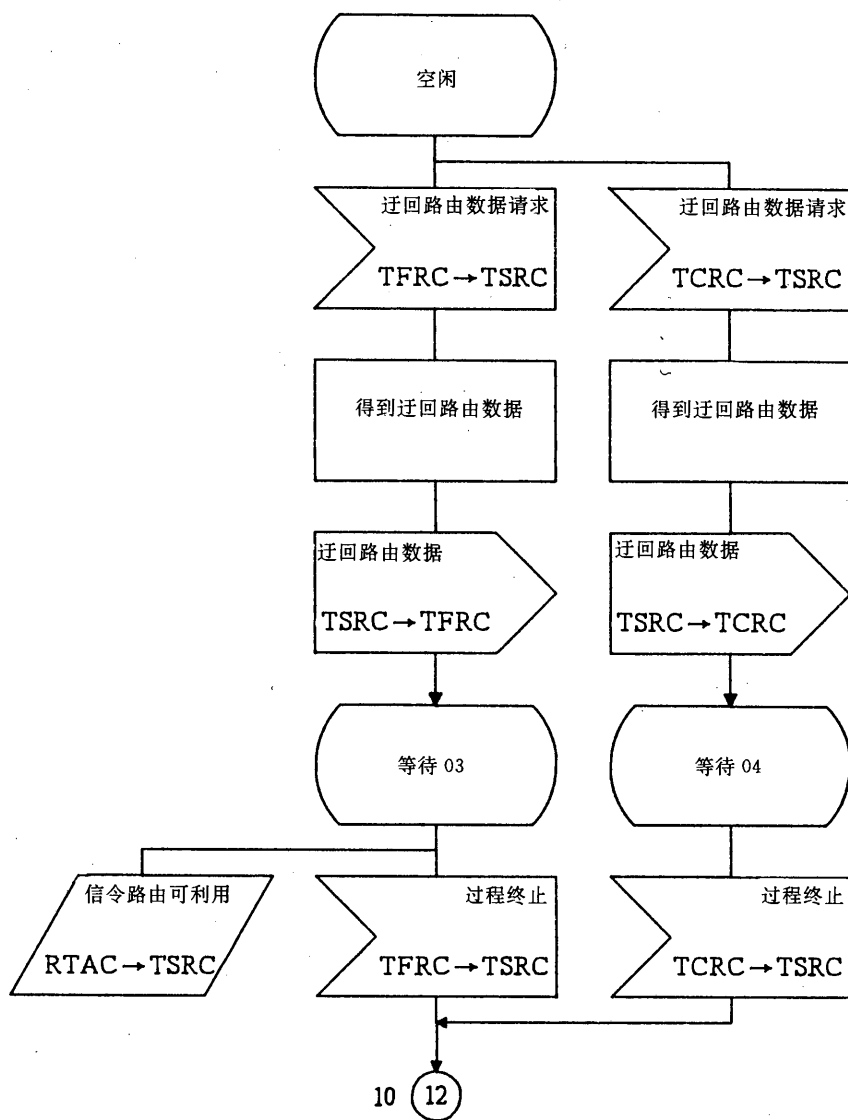 空闲
迂回路由数据请求
TFRC→TSRC
迂回路由数据请求
TCRC→TSRC
得到迂回路由数据
得到迂回路由数据
迂回路由数据
TSRC→TFRC
迂回路由数据
TSRC→TCRC
等待 03
等待 04
信令路由可利用
RTAC→TSRC
过程终止
TFRC→TSRC
过程终止
TCRC→TSRC
10 12